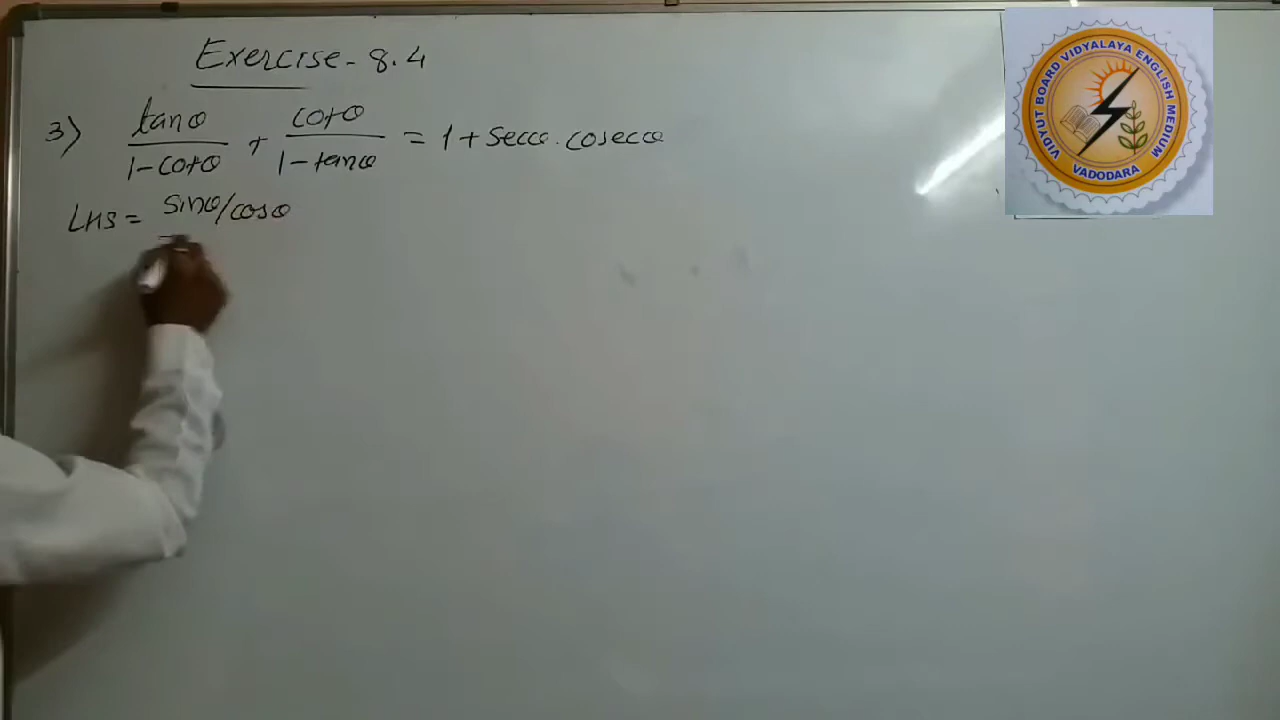 Exercise - 8.4
3) tanθ/1-cotθ + cotθ/1-tanθ = 1 + Secθ . cosecθ
LHS = sinθ/cosθ
VIDYUT BOARD VIDYALAYA ENGLISH MEDIUM
VADODARA